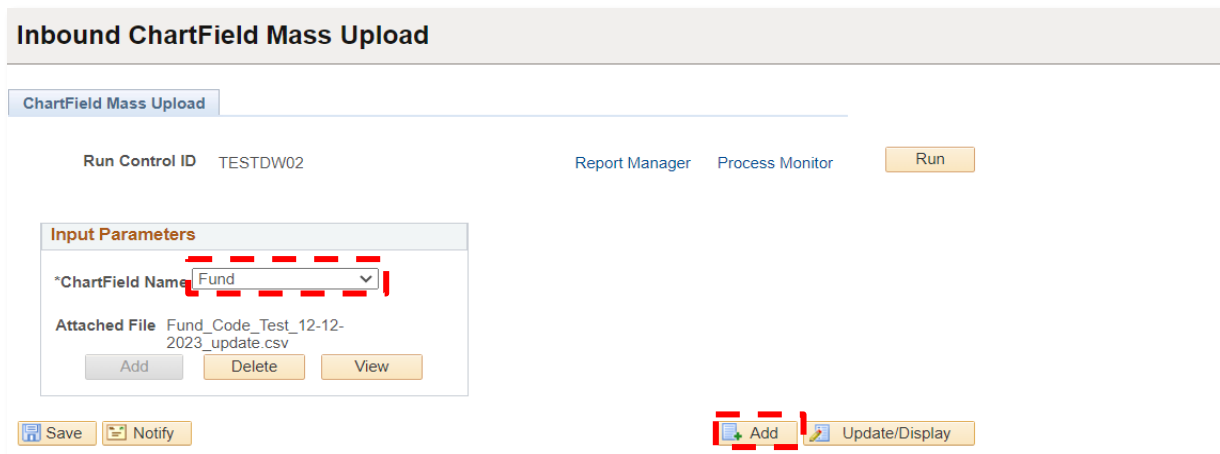 Inbound ChartField Mass Upload
ChartField Mass Upload
Run Control ID TESTDW02 Report Manager Process Monitor Run
Input Parameters
*ChartField Name Fund
Attached File Fund_Code_Test_12-12-
2023_update.csv
Add Delete View
Save Notify Add Update/Display